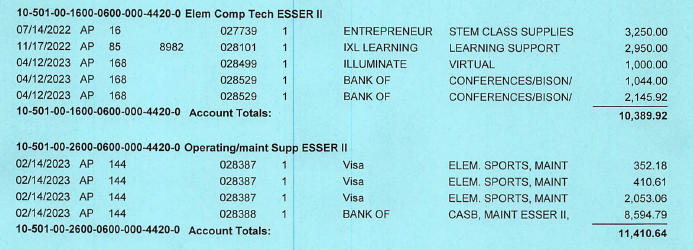 10-501-00-1600-0600-000-4420-0 Elem Comp Tech ESSER II
07/14/2022 AP 16 027739 1 ENTREPRENEUR STEM CLASS SUPPLIES 3,250.00
11/17/2022 AP 85 8982 028101 1 IXL LEARNING LEARNING SUPPORT 2,950.00
04/12/2023 AP 168 028499 1 ILLUMINATE VIRTUAL 1,000.00
04/12/2023 AP 168 028529 1 BANK OF CONFERENCES/BISON/ 1,044.00
04/12/2023 AP 168 028529 1 BANK OF CONFERENCES/BISON/ 2,145.92
10-501-00-1600-0600-000-4420-0 Account Totals: 10,389.92
10-501-00-2600-0600-000-4420-0 Operating/maint Supp ESSER II
02/14/2023 AP 144 028387 1 Visa ELEM. SPORTS, MAINT 352.18
02/14/2023 AP 144 028387 1 Visa ELEM. SPORTS, MAINT 410.61
02/14/2023 AP 144 028387 1 Visa ELEM. SPORTS, MAINT 2,053.06
02/14/2023 AP 144 028388 1 BANK OF CASB, MAINT ESSER II, 8,594.79
10-501-00-2600-0600-000-4420-0 Account Totals: 11,410.64